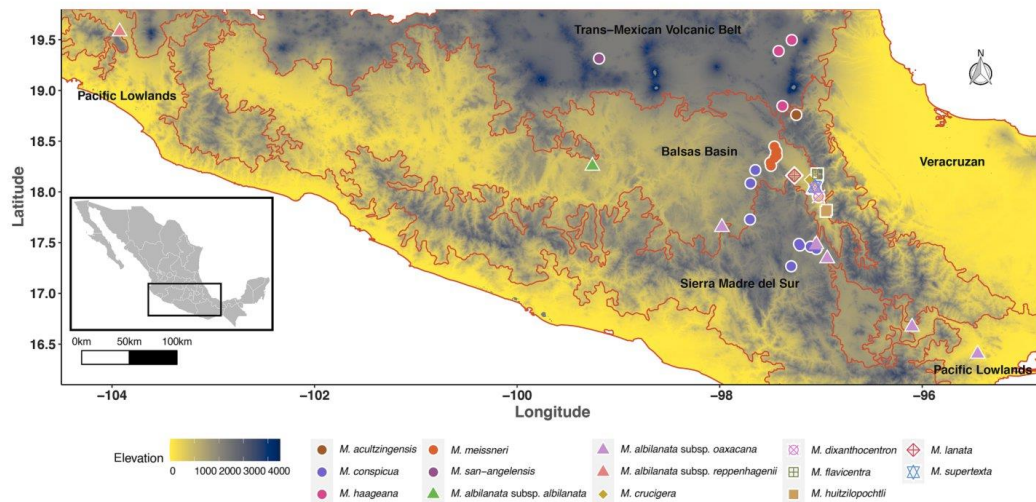 19.5
19.0
18.5
18.0
17.5
17.0
16.5
Latitude
Trans−Mexican Volcanic Belt
N
Pacific Lowlands
Balsas Basin
Veracruzan
Sierra Madre del Sur
Pacific Lowlands
0km 50km 100km
−104 −102 −100 −98 −96
Longitude
Elevation
0 1000 2000 3000 4000
M. acultzingensis M. meissneri M. albilanata subsp. oaxacana M. dixanthocentron M. lanata
M. conspicua M. san-angelensis M. albilanata subsp. reppenhagenii M. flavicentra M. supertexta
M. haageana M. albilanata subsp. albilanata M. crucigera M. huitzilopochtli